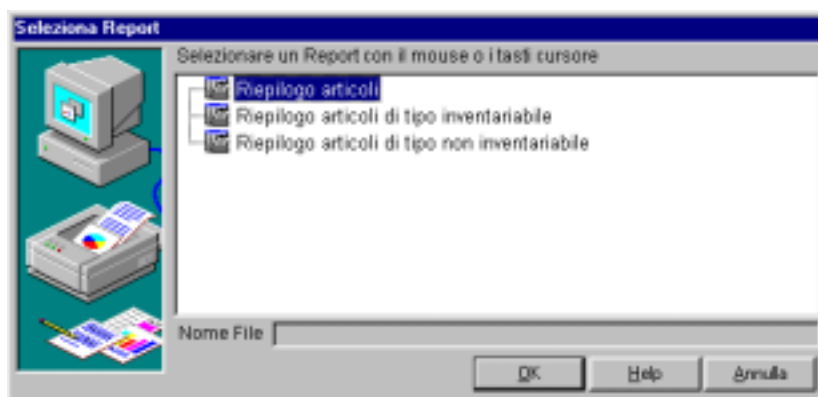 Seleziona Report
Selezionare un Report con il mouse o i tasti cursore
Riepilogo articoli
Riepilogo articoli di tipo inventariabile
Riepilogo articoli di tipo non inventariabile
Nome File
OK Help Annulla